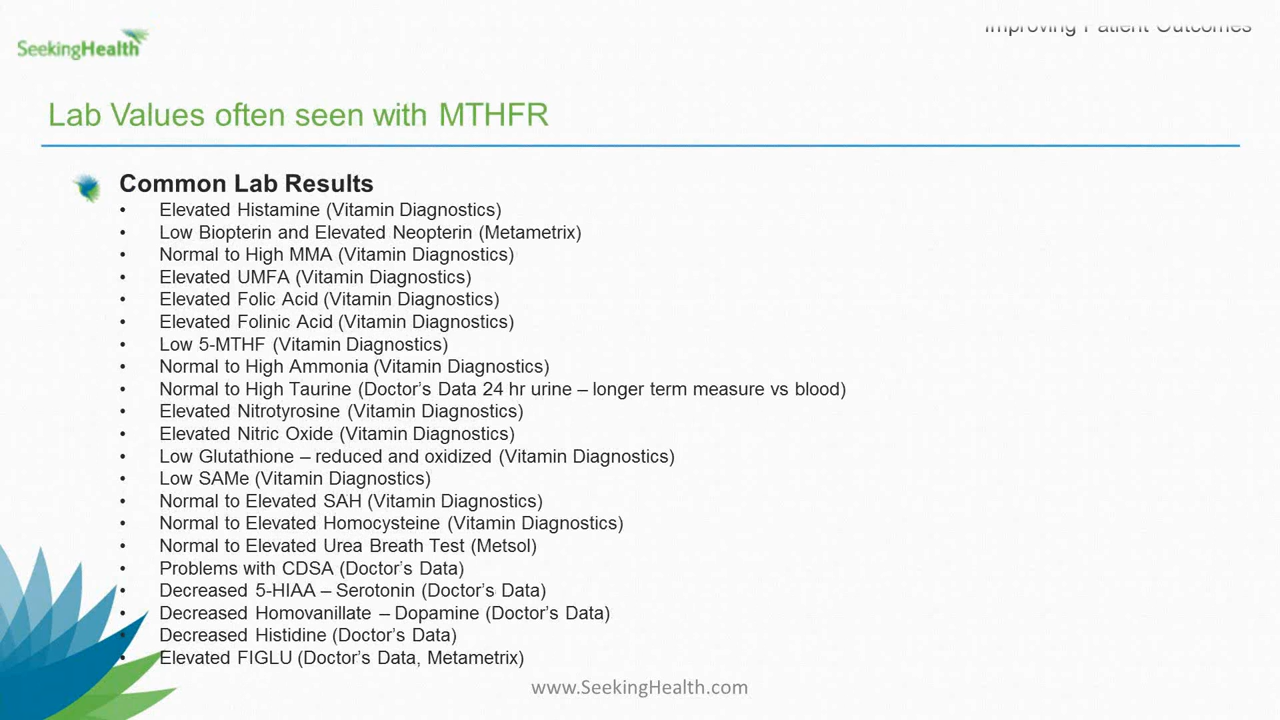 SeekingHealth
Improving Patient Outcomes
Lab Values often seen with MTHFR
Common Lab Results
• Elevated Histamine (Vitamin Diagnostics)
• Low Biopterin and Elevated Neopterin (Metametrix)
• Normal to High MMA (Vitamin Diagnostics)
• Elevated UMFA (Vitamin Diagnostics)
• Elevated Folic Acid (Vitamin Diagnostics)
• Elevated Folinic Acid (Vitamin Diagnostics)
• Low 5-MTHF (Vitamin Diagnostics)
• Normal to High Ammonia (Vitamin Diagnostics)
• Normal to High Taurine (Doctor's Data 24 hr urine – longer term measure vs blood)
• Elevated Nitrotyrosine (Vitamin Diagnostics)
• Elevated Nitric Oxide (Vitamin Diagnostics)
• Low Glutathione – reduced and oxidized (Vitamin Diagnostics)
• Low SAMe (Vitamin Diagnostics)
• Normal to Elevated SAH (Vitamin Diagnostics)
• Normal to Elevated Homocysteine (Vitamin Diagnostics)
• Normal to Elevated Urea Breath Test (Metsol)
• Problems with CDSA (Doctor's Data)
• Decreased 5-HIAA – Serotonin (Doctor's Data)
• Decreased Homovanillate – Dopamine (Doctor's Data)
• Decreased Histidine (Doctor's Data)
• Elevated FIGLU (Doctor's Data, Metametrix)
www.SeekingHealth.com